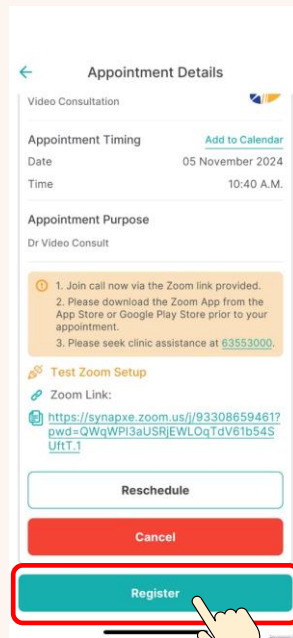 Appointment Details
Video Consultation
Appointment Timing Add to Calendar
Date 05 November 2024
Time 10:40 A.M.
Appointment Purpose
Dr Video Consult
1. Join call now via the Zoom link provided.
2. Please download the Zoom App from the
App Store or Google Play Store prior to your
appointment.
3. Please seek clinic assistance at 63553000.
Test Zoom Setup
Zoom Link:
https://synapxe.zoom.us/j/93308659461?
pwd=QWqWPI3aUSRjEWLOqTdV61b54S
UftT.1
Reschedule
Cancel
Register